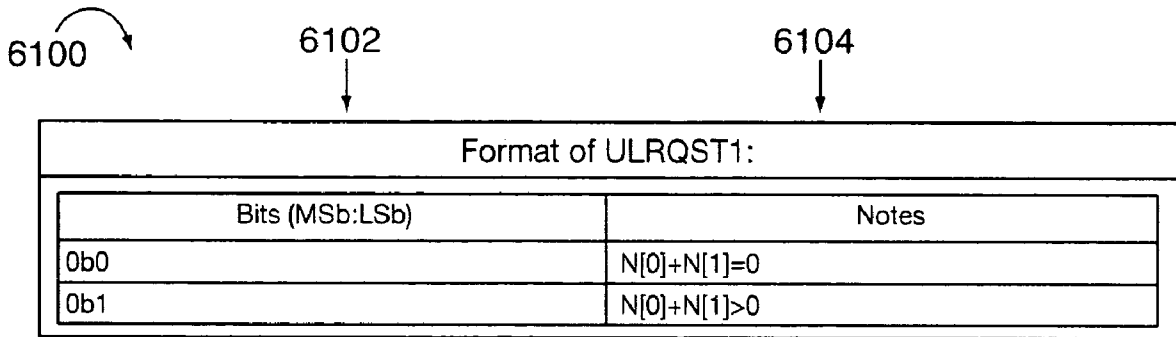 6100 6102 6104
Format of ULRQST1:
Bits (MSb:LSb) Notes
0b0 N[0]+N[1]=0
0b1 N[0]+N[1]>0